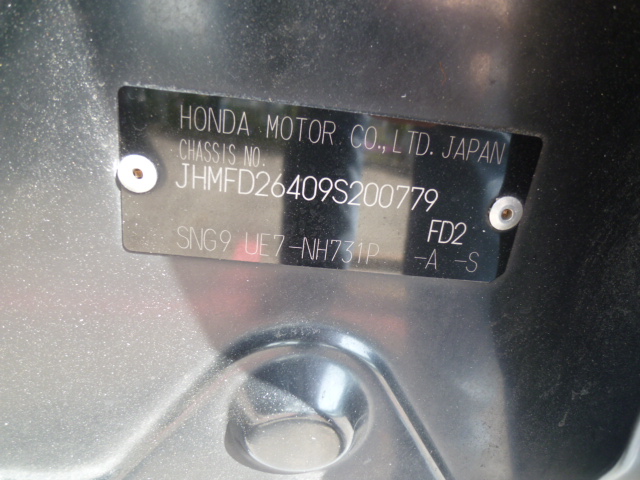 HONDA MOTOR CO.,LTD. JAPAN
CHASSIS NO.
JHMFD26409S200779
FD2
SNG9 UE7-NH731P -A -S